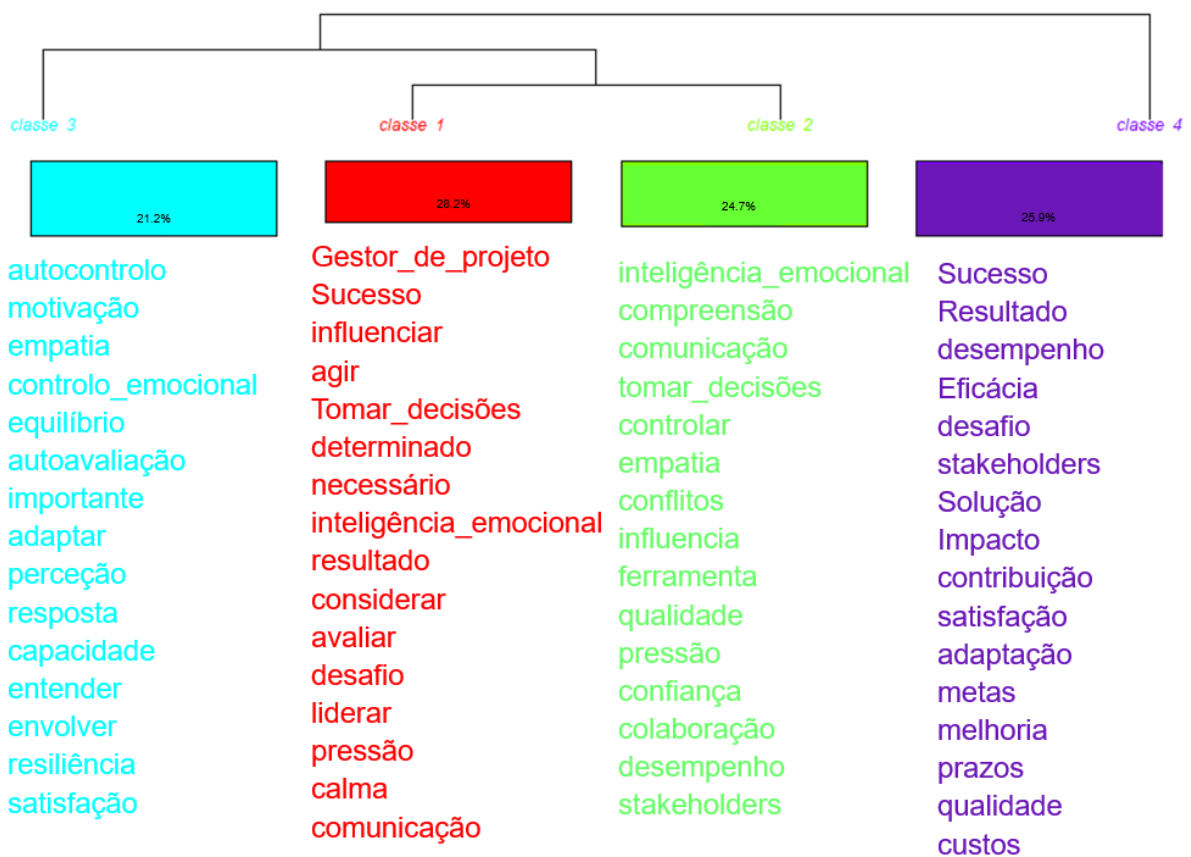 classe 3
classe 1
classe 2
classe 4
21.2%
28.2%
24.7%
25.9%
autocontrolo
motivação
empatia
controlo_emocional
equilíbrio
autoavaliação
importante
adaptar
perceção
resposta
capacidade
entender
envolver
resiliência
satisfação
Gestor_de_projeto
Sucesso
influenciar
agir
Tomar_decisões
determinado
necessário
inteligência_emocional
resultado
considerar
avaliar
desafio
liderar
pressão
calma
comunicação
inteligência_emocional
compreensão
comunicação
tomar_decisões
controlar
empatia
conflitos
influencia
ferramenta
qualidade
pressão
confiança
colaboração
desempenho
stakeholders
Sucesso
Resultado
desempenho
Eficácia
desafio
stakeholders
Solução
Impacto
contribuição
satisfação
adaptação
metas
melhoria
prazos
qualidade
custos